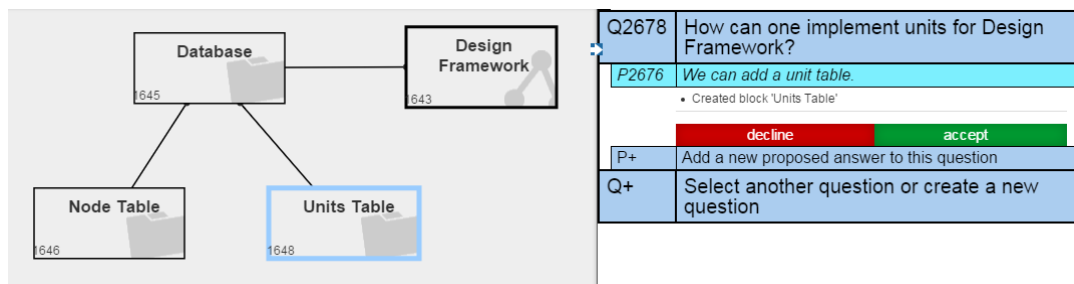 Database
1645
Design
Framework
1643
Node Table
1646
Units Table
1648
Q2678 How can one implement units for Design
Framework?
P2676 We can add a unit table.
• Created block 'Units Table'
decline accept
P+ Add a new proposed answer to this question
Q+ Select another question or create a new
question